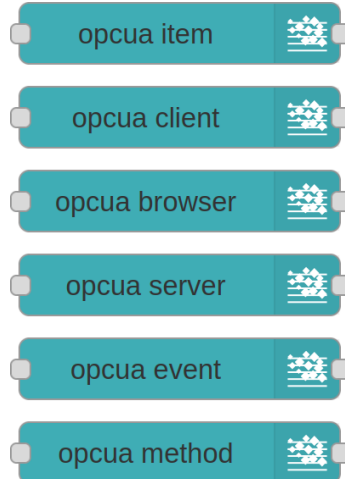 opcua item
opcua client
opcua browser
opcua server
opcua event
opcua method